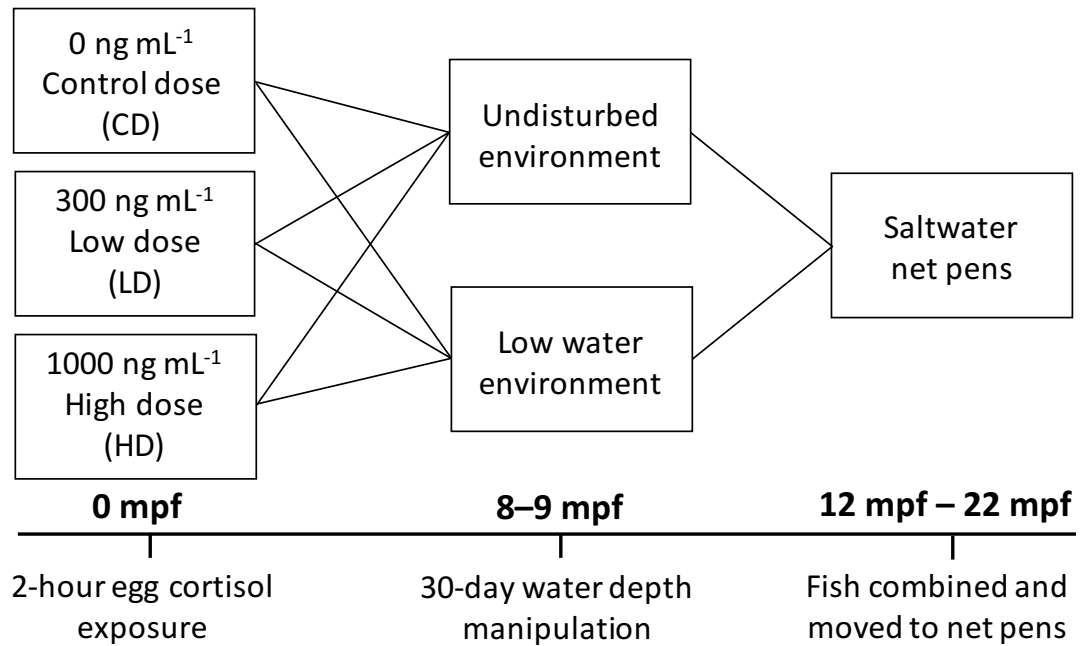 0 ng mL⁻¹
Control dose
(CD)
300 ng mL⁻¹
Low dose
(LD)
1000 ng mL⁻¹
High dose
(HD)
Undisturbed
environment
Low water
environment
Saltwater
net pens
0 mpf
8–9 mpf
12 mpf – 22 mpf
2-hour egg cortisol
exposure
30-day water depth
manipulation
Fish combined and
moved to net pens